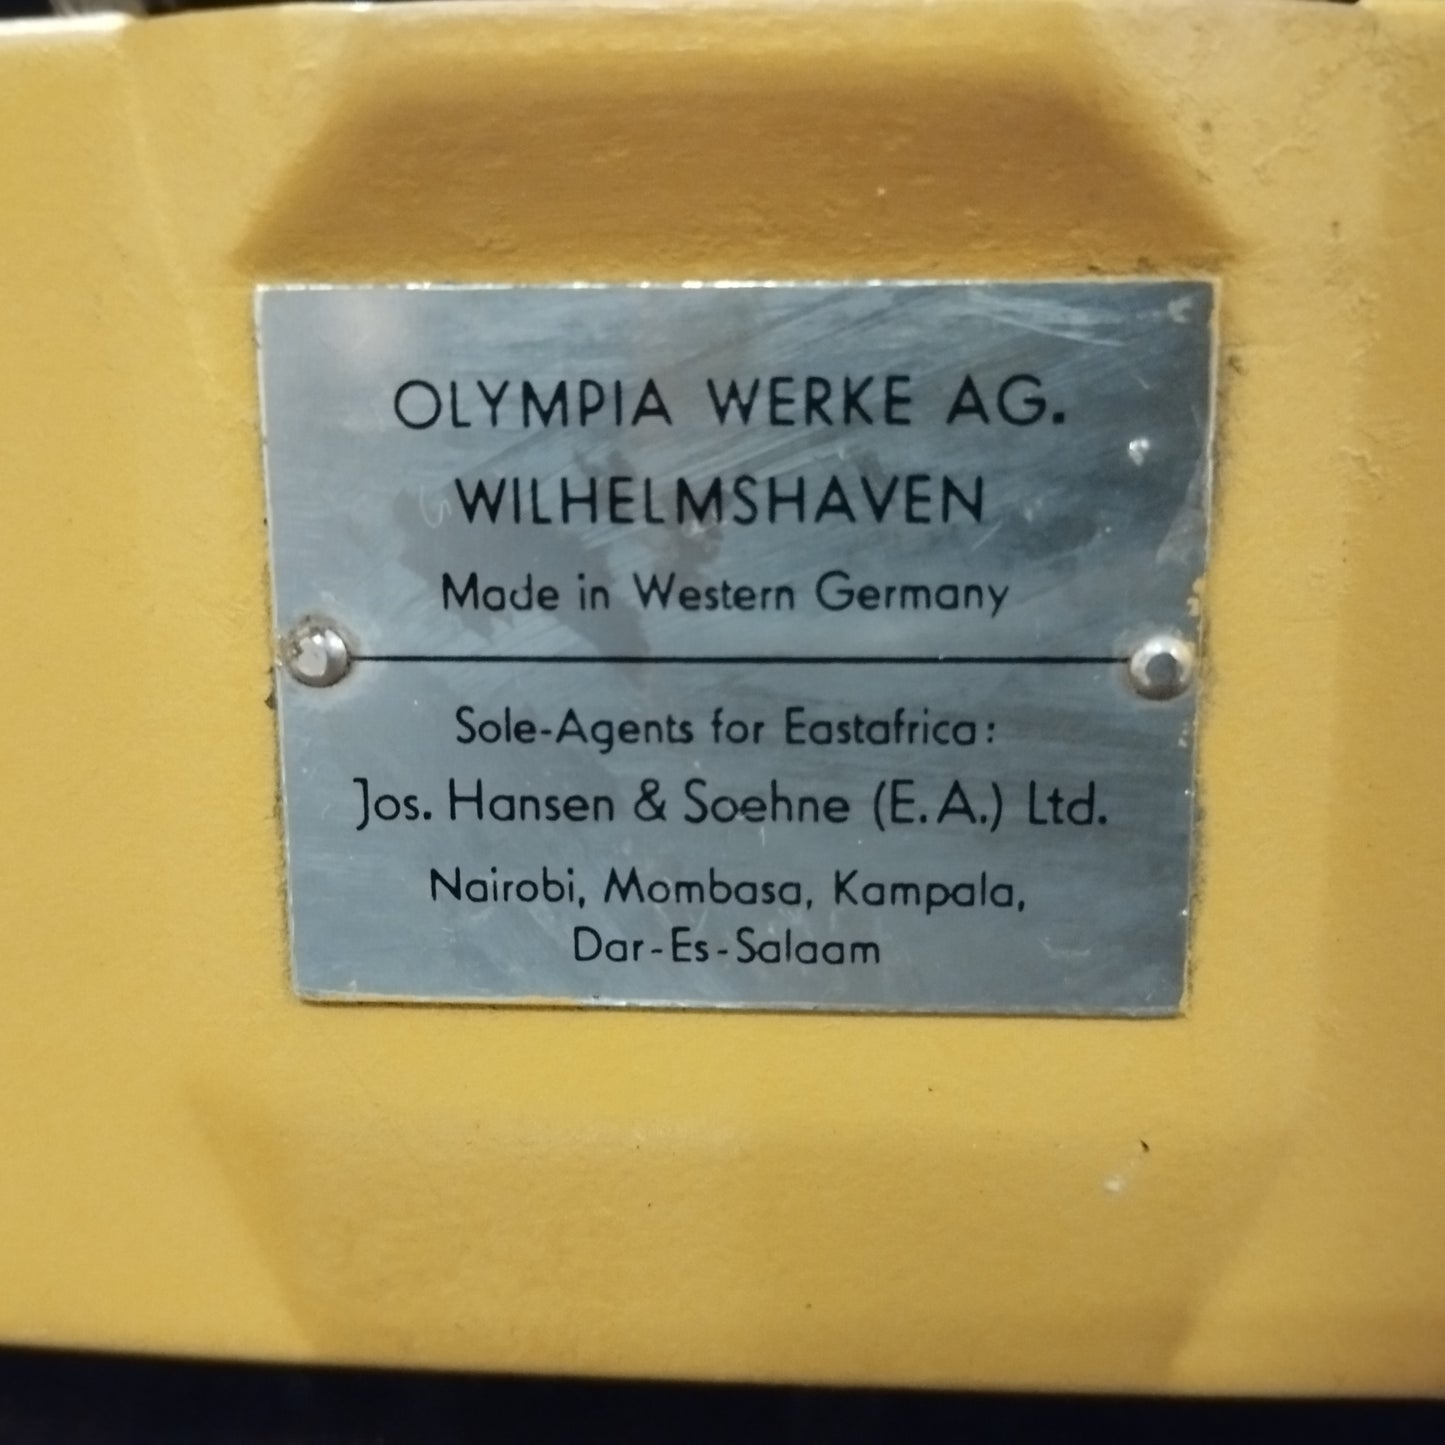 OLYMPIA WERKE AG.
WILHELMSHAVEN
Made in Western Germany
Sole-Agents for Eastafrica:
Jos. Hansen & Soehne (E.A.) Ltd.
Nairobi, Mombasa, Kampala,
Dar-Es-Salaam